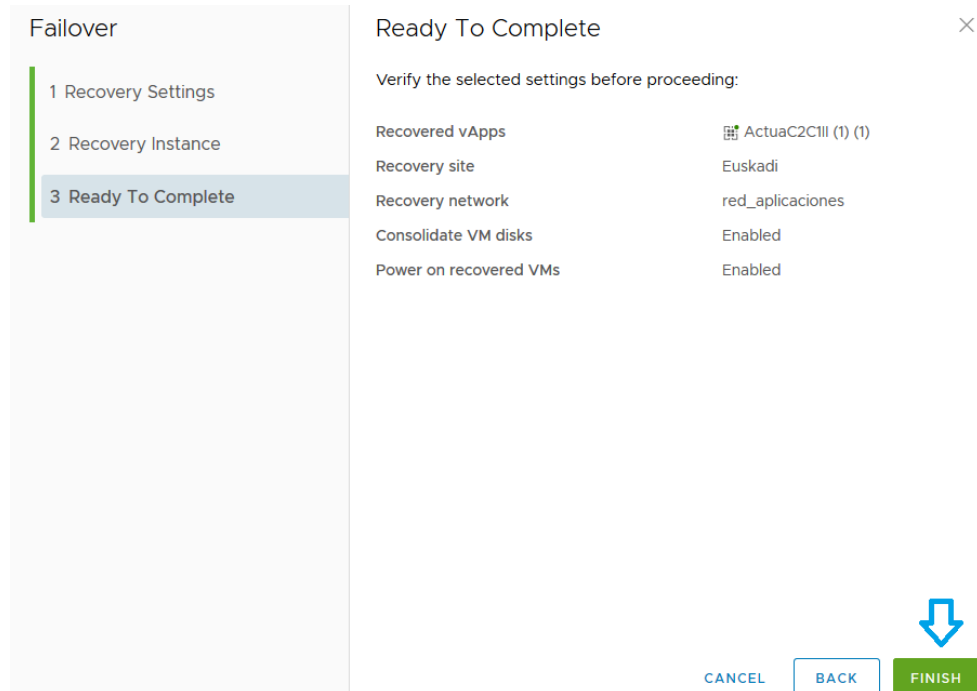 Failover
1 Recovery Settings
2 Recovery Instance
3 Ready To Complete
Ready To Complete
Verify the selected settings before proceeding:
Recovered vApps ActuaC2C1II (1) (1)
Recovery site Euskadi
Recovery network red_aplicaciones
Consolidate VM disks Enabled
Power on recovered VMs Enabled
CANCEL BACK FINISH